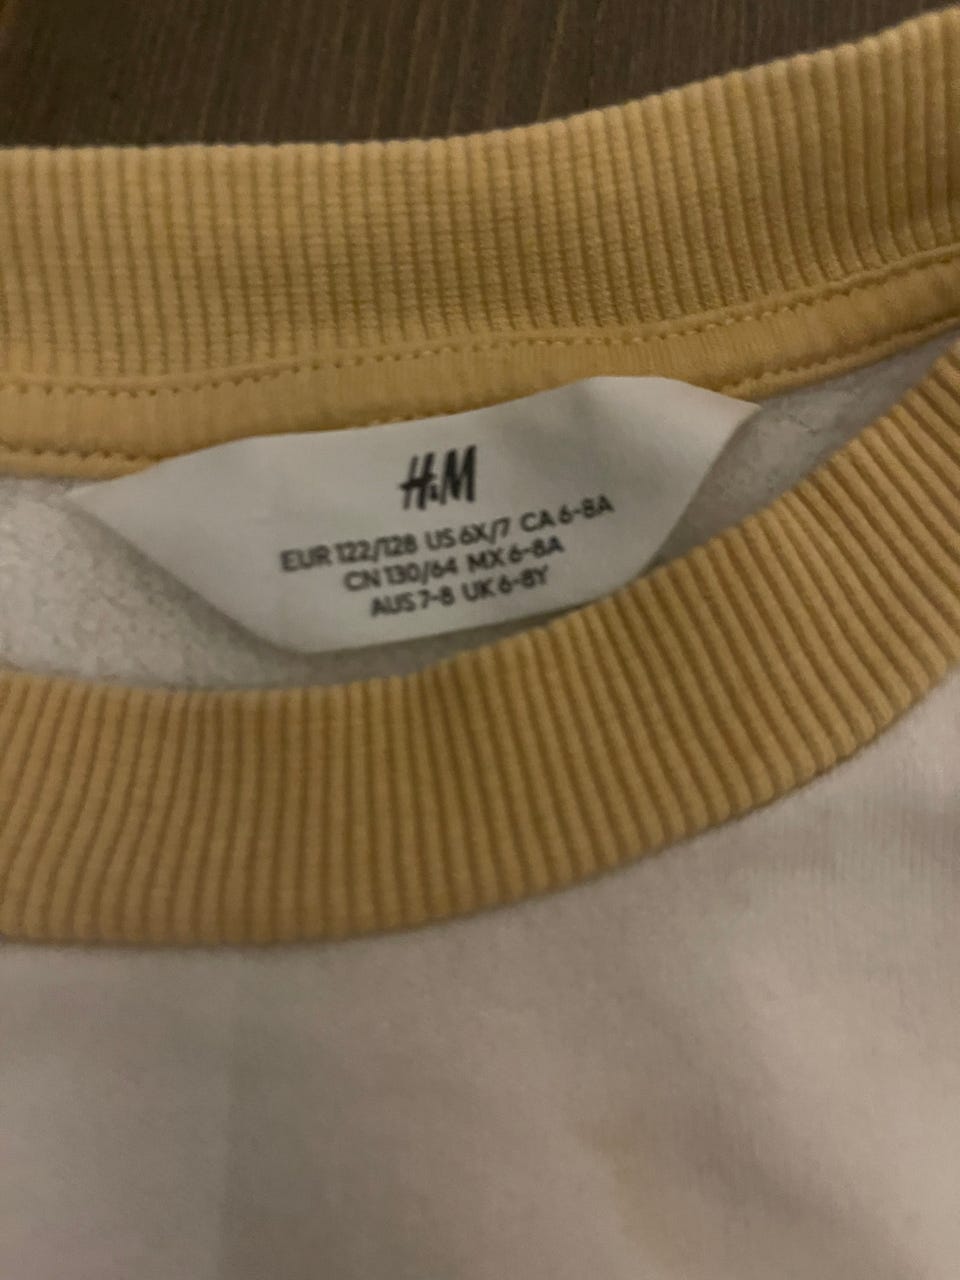 H&M
EUR 122/128 US 6X/7 CA 6-8A
CN 130/64 MX 6-8A
AUS 7-8 UK 6-8Y